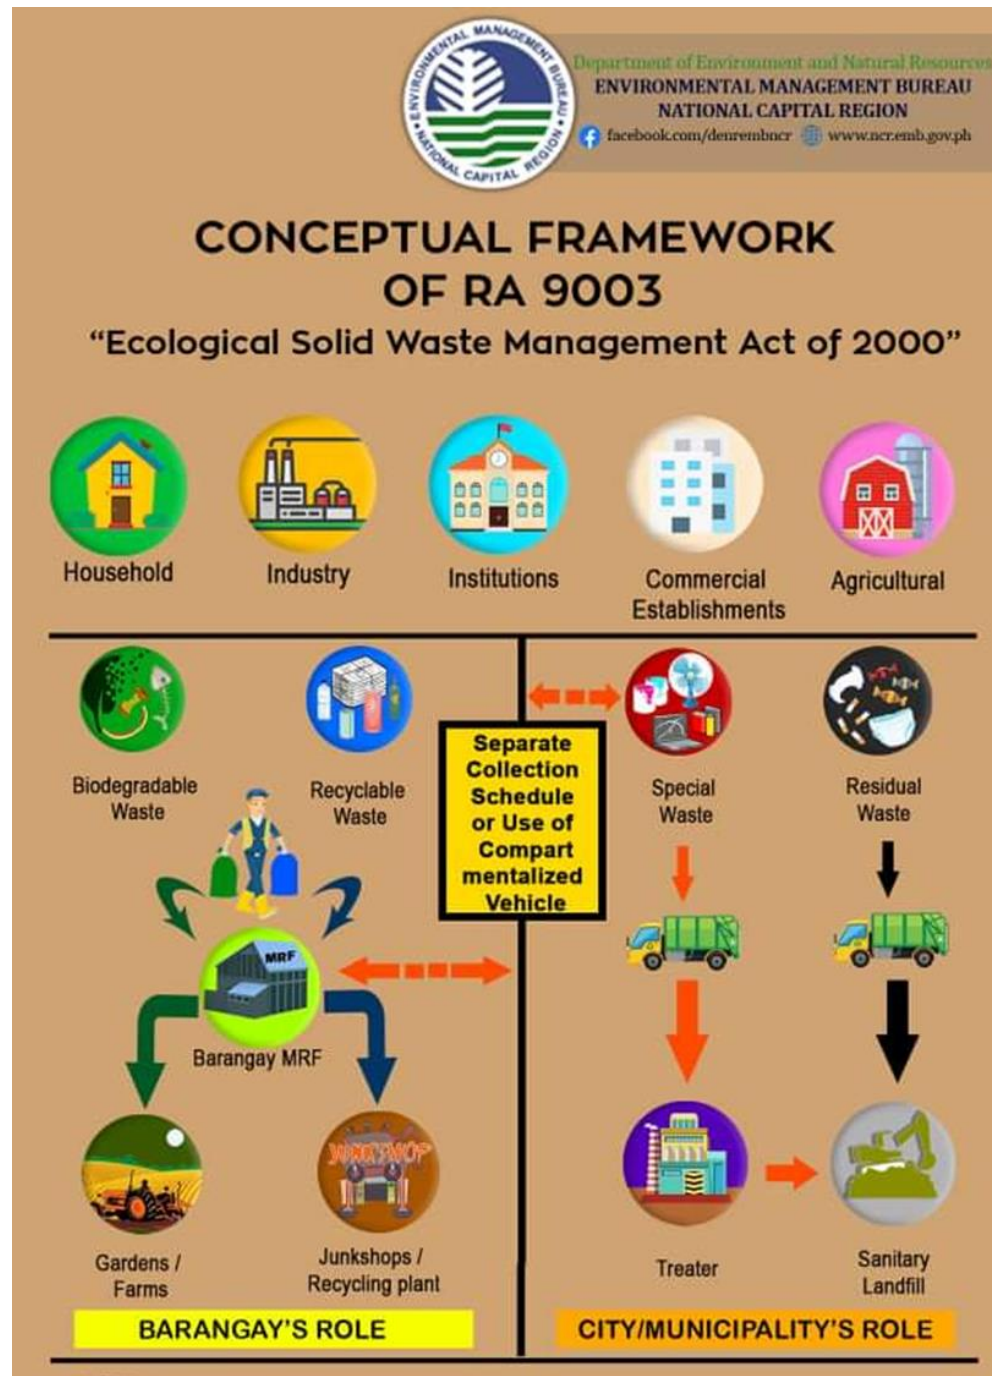 ENVIRONMENTAL MANAGEMENT BUREAU
NATIONAL CAPITAL REGION
Department of Environment and Natural Resources
ENVIRONMENTAL MANAGEMENT BUREAU
NATIONAL CAPITAL REGION
facebook.com/denrembncr www.ncr.emb.gov.ph
CONCEPTUAL FRAMEWORK
OF RA 9003
“Ecological Solid Waste Management Act of 2000”
Household
Industry
Institutions
Commercial
Establishments
Agricultural
Biodegradable
Waste
Recyclable
Waste
Separate
Collection
Schedule
or Use of
Compart
mentalized
Vehicle
Special
Waste
Residual
Waste
MRF
Barangay MRF
JUNKSHOP
Gardens /
Farms
Junkshops /
Recycling plant
Treater
Sanitary
Landfill
BARANGAY'S ROLE
CITY/MUNICIPALITY'S ROLE